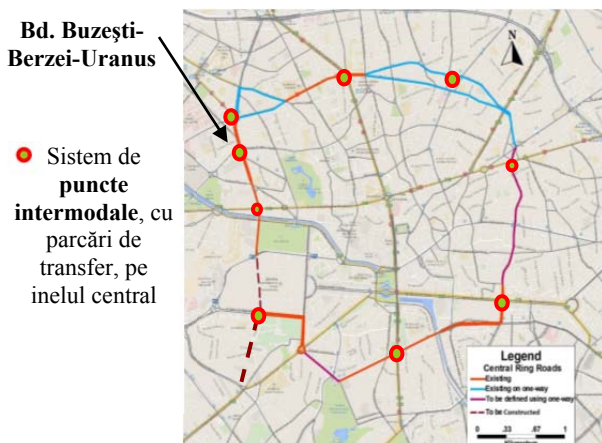 Bd. Buzeşti-
Berzei-Uranus
Sistem de
puncte
intermodale, cu
parcări de
transfer, pe
inelul central
N
Legend
Central Ring Roads
Existing
Existing on one-way
To be defined using one-way
To be Constructed
0 .33 .67 1